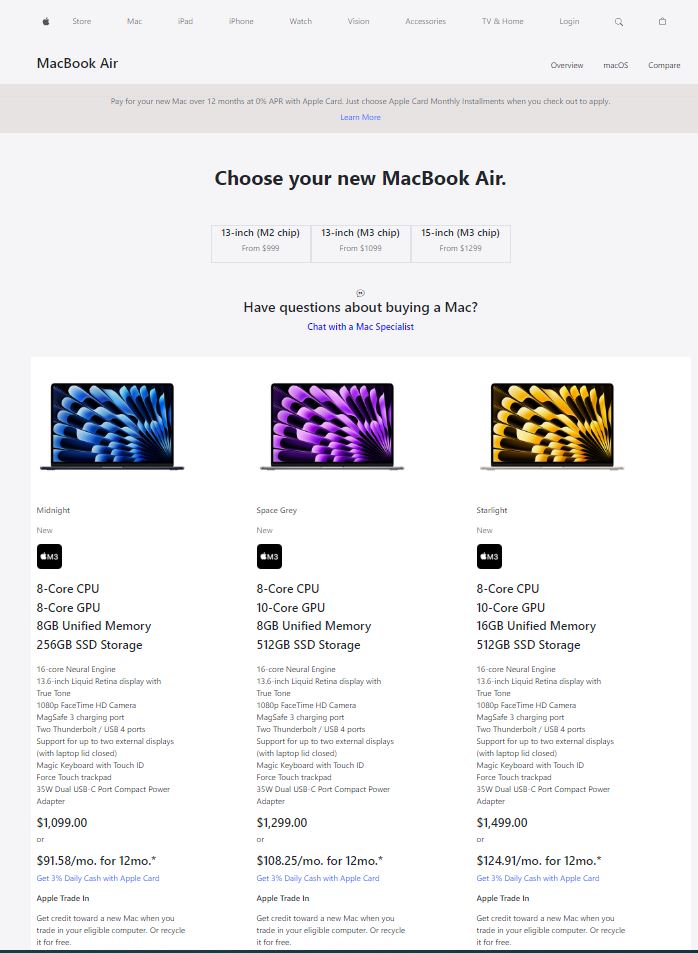 Store Mac iPad iPhone Watch Vision Accessories TV & Home Login
MacBook Air
Overview macOS Compare
Pay for your new Mac over 12 months at 0% APR with Apple Card. Just choose Apple Card Monthly Installments when you check out to apply.
Learn More
Choose your new MacBook Air.
13-inch (M2 chip)
From $999
13-inch (M3 chip)
From $1099
15-inch (M3 chip)
From $1299
Have questions about buying a Mac?
Chat with a Mac Specialist
Midnight
New
M3
8-Core CPU
8-Core GPU
8GB Unified Memory
256GB SSD Storage
16-core Neural Engine
13.6-inch Liquid Retina display with
True Tone
1080p FaceTime HD Camera
MagSafe 3 charging port
Two Thunderbolt / USB 4 ports
Support for up to two external displays
(with laptop lid closed)
Magic Keyboard with Touch ID
Force Touch trackpad
35W Dual USB-C Port Compact Power
Adapter
$1,099.00
or
$91.58/mo. for 12mo.*
Get 3% Daily Cash with Apple Card
Apple Trade In
Get credit toward a new Mac when you
trade in your eligible computer. Or recycle
it for free.
Space Grey
New
M3
8-Core CPU
10-Core GPU
8GB Unified Memory
512GB SSD Storage
16-core Neural Engine
13.6-inch Liquid Retina display with
True Tone
1080p FaceTime HD Camera
MagSafe 3 charging port
Two Thunderbolt / USB 4 ports
Support for up to two external displays
(with laptop lid closed)
Magic Keyboard with Touch ID
Force Touch trackpad
35W Dual USB-C Port Compact Power
Adapter
$1,299.00
or
$108.25/mo. for 12mo.*
Get 3% Daily Cash with Apple Card
Apple Trade In
Get credit toward a new Mac when you
trade in your eligible computer. Or recycle
it for free.
Starlight
New
M3
8-Core CPU
10-Core GPU
16GB Unified Memory
512GB SSD Storage
16-core Neural Engine
13.6-inch Liquid Retina display with
True Tone
1080p FaceTime HD Camera
MagSafe 3 charging port
Two Thunderbolt / USB 4 ports
Support for up to two external displays
(with laptop lid closed)
Magic Keyboard with Touch ID
Force Touch trackpad
35W Dual USB-C Port Compact Power
Adapter
$1,499.00
or
$124.91/mo. for 12mo.*
Get 3% Daily Cash with Apple Card
Apple Trade In
Get credit toward a new Mac when you
trade in your eligible computer. Or recycle
it for free.